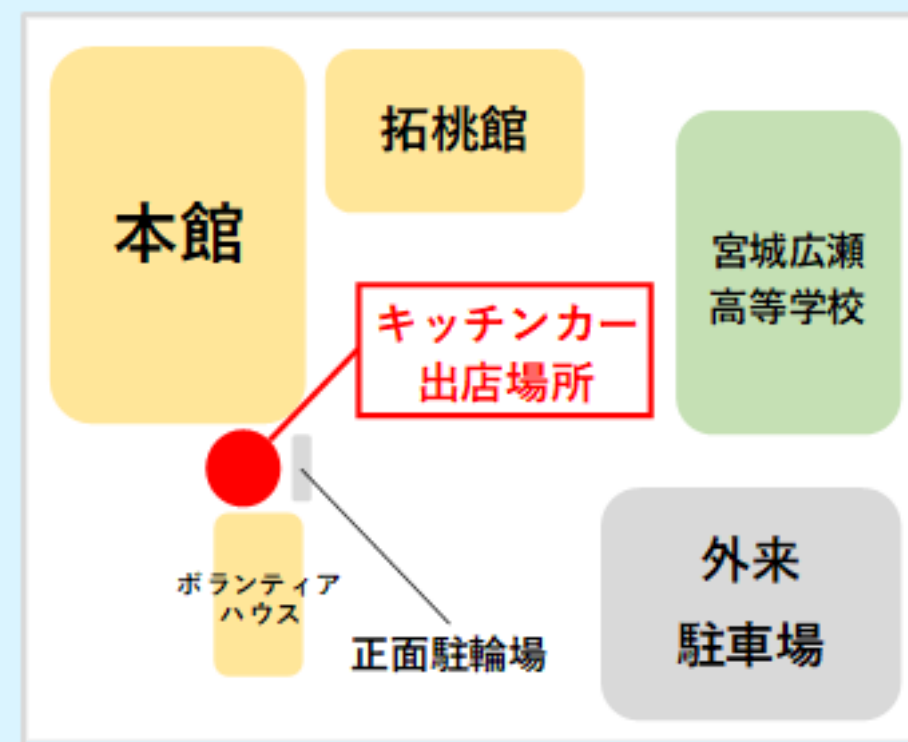 拓桃館
本館
宮城広瀬
高等学校
キッチンカー
出店場所
ボランティア
ハウス
正面駐輪場
外来
駐車場